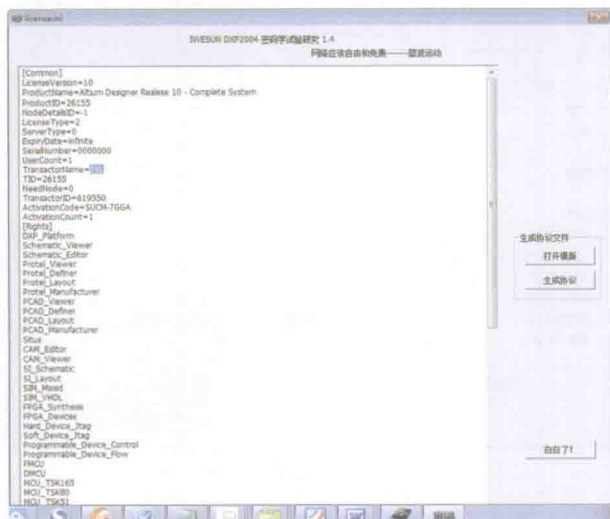 license.ini
IWESUN DXP2004 密码学试验研究 1.4
网络应该自由和免费------蓝波运动
[Common]
LicenseVersion=10
ProductName=Altium Designer Realese 10 - Complete System
ProductID=26155
NodeDetailsID=-1
LicenseType=2
ServerType=0
ExpiryDate=infinite
SerialNumber=0000000
UserCount=1
TransactorName=
TID=26155
NeedNode=0
TransactorID=619550
ActivationCode=SUCM-7GGA
ActivationCount=1
[Rights]
DXP_Platform
Schematic_Viewer
Schematic_Editor
Protel_Viewer
Protel_Definer
Protel_Layout
Protel_Manufacturer
PCAD_Viewer
PCAD_Definer
PCAD_Layout
PCAD_Manufacturer
Situs
CAM_Editor
CAM_Viewer
SI_Schematic
SI_Layout
SIM_Mixed
SIM_VHDL
FPGA_Synthesis
FPGA_Devices
Hard_Device_Jtag
Soft_Device_Jtag
Programmable_Device_Control
Programmable_Device_Flow
FMCU
DMCU
MCU_TSK165
MCU_TSK80
MCU_TSK51
生成协议文件
打开模版
生成协议
白白了!